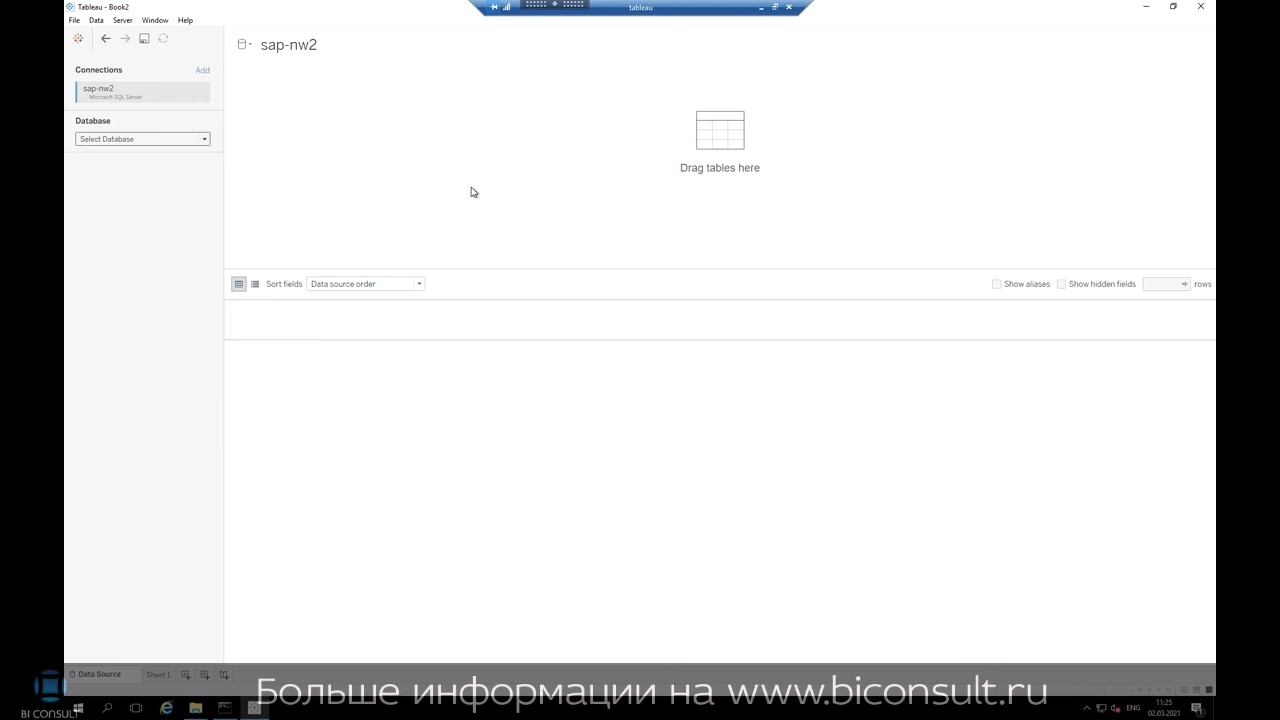 Tableau - Book2
tableau
File Data Server Window Help
Connections Add
sap-nw2
Microsoft SQL Server
Database
Select Database
sap-nw2
Drag tables here
Sort fields Data source order
Show aliases Show hidden fields rows
Data Source Sheet 1
Больше информации на www.biconsult.ru
BI CONSULT
ENG
11:25
02.03.2021